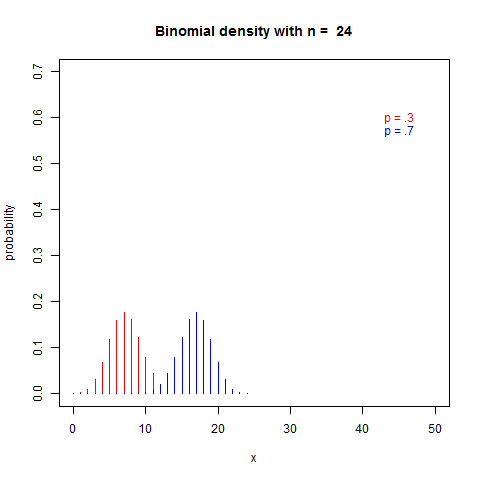 Binomial density with n =  24
0.7
0.6
0.5
0.4
0.3
0.2
0.1
0.0
probability
p = .3
p = .7
0 10 20 30 40 50
x